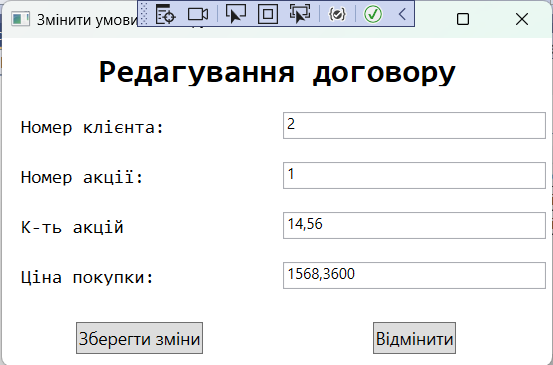 Змінити умови
Редагування договору
Номер клієнта: 2
Номер акції: 1
К-ть акцій 14,56
Ціна покупки: 1568,3600
Зберегти зміни Відмінити